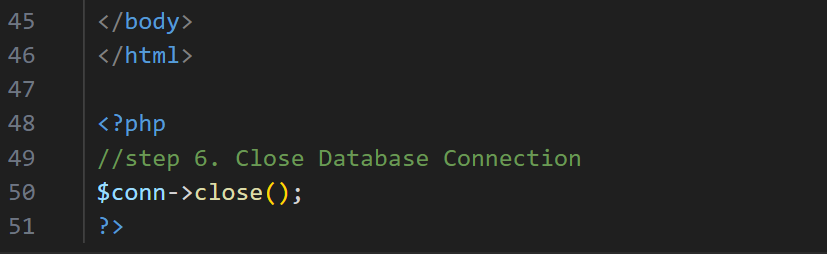 45 </body>
46 </html>
47
48 <?php
49 //step 6. Close Database Connection
50 $conn->close();
51 ?>